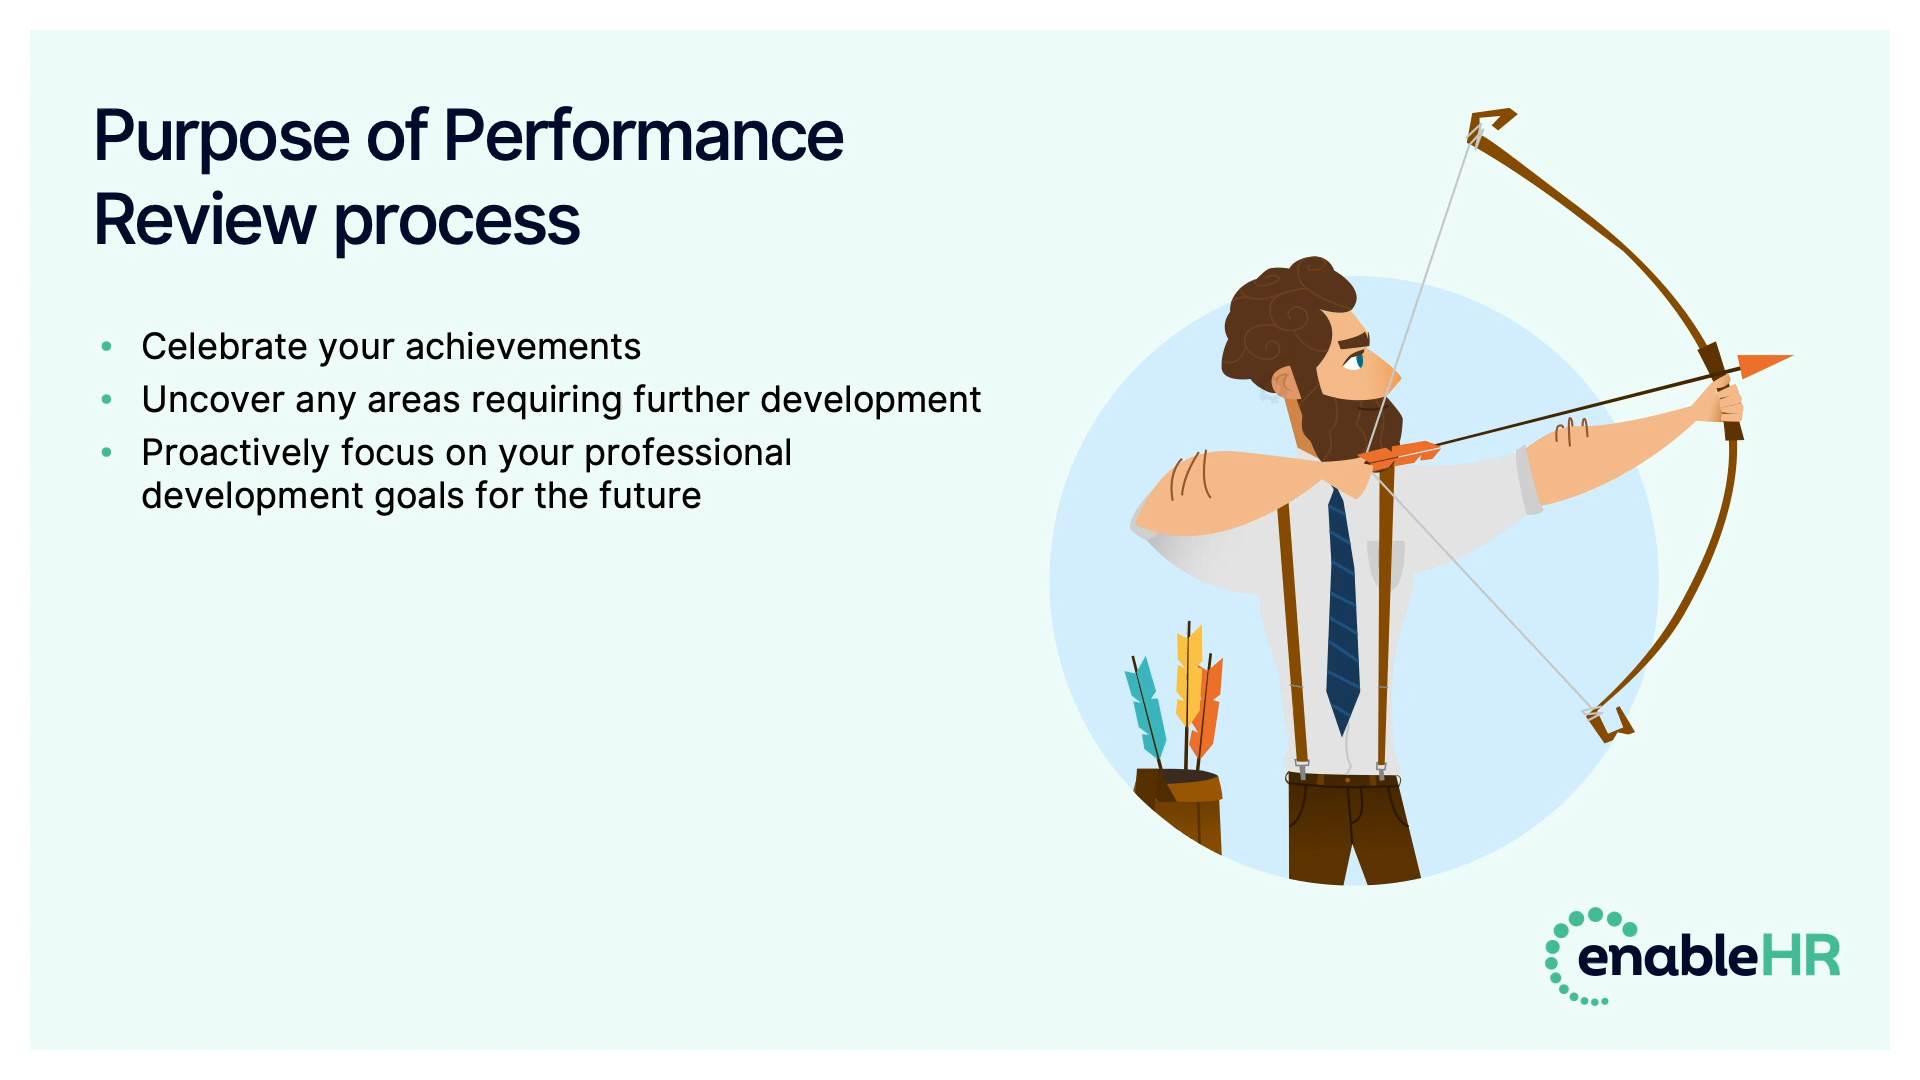 Purpose of Performance
Review process
• Celebrate your achievements
• Uncover any areas requiring further development
• Proactively focus on your professional
development goals for the future
enableHR